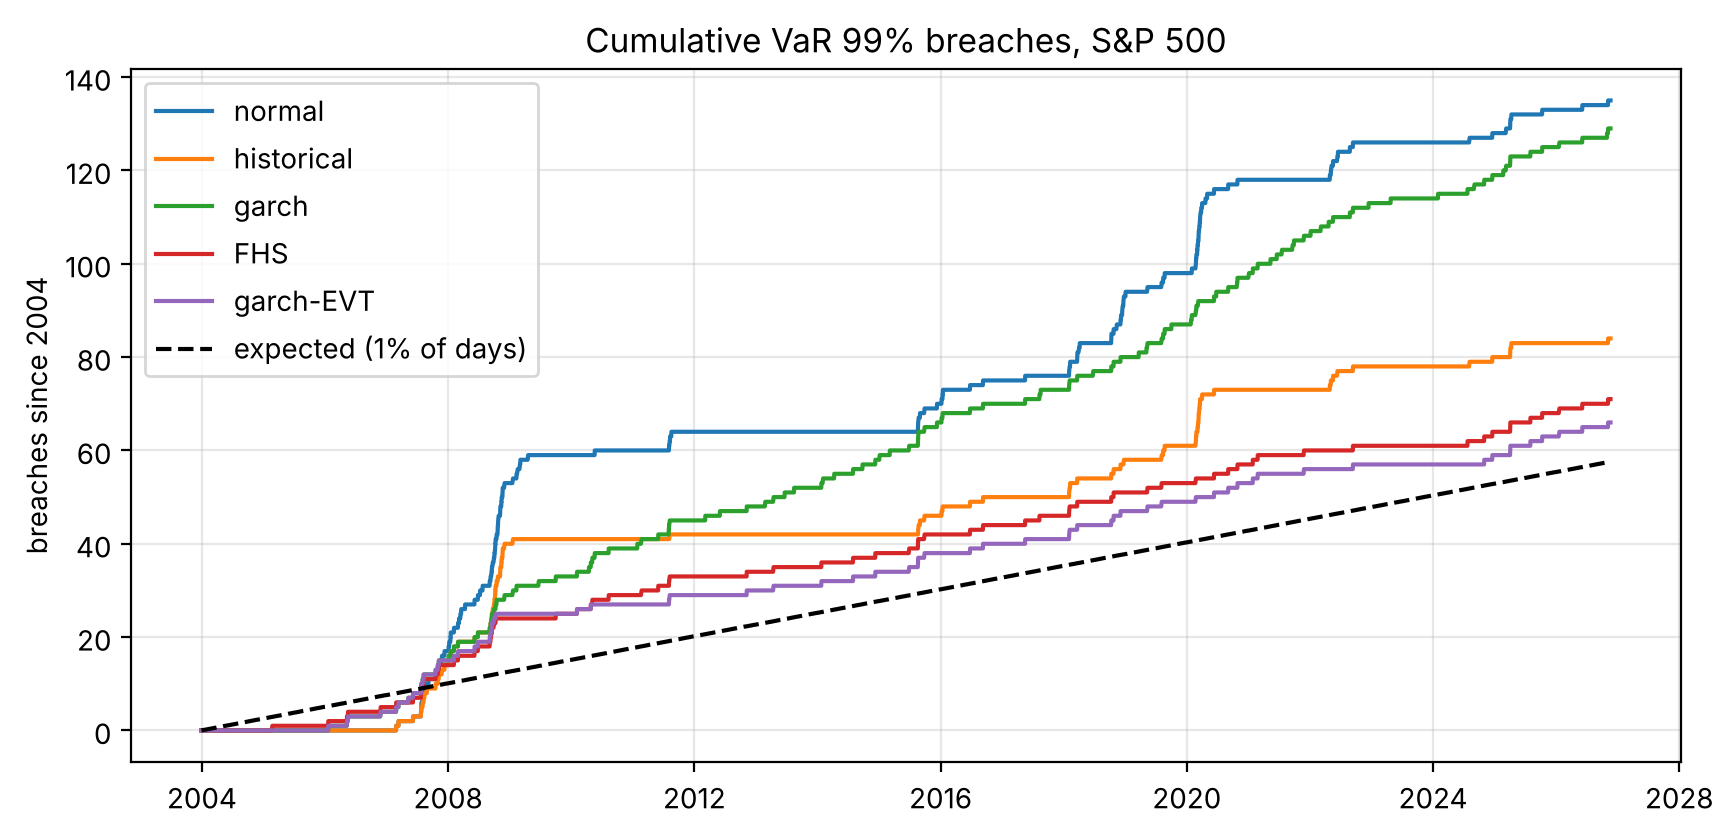 Cumulative VaR 99% breaches, S&P 500
breaches since 2004
140
120
100
80
60
40
20
0
normal
historical
garch
FHS
garch-EVT
expected (1% of days)
2004 2008 2012 2016 2020 2024 2028